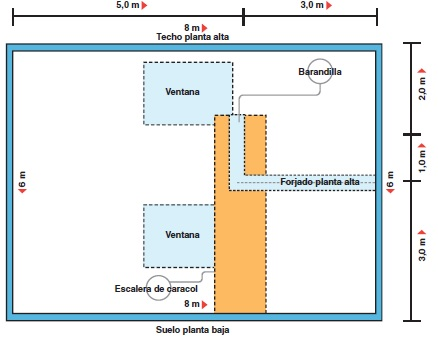 5,0 m
3,0 m
8 m
Techo planta alta
Barandilla
Ventana
2,0 m
1,0 m
6 m
Forjado planta alta
6 m
Ventana
3,0 m
Escalera de caracol
8 m
Suelo planta baja